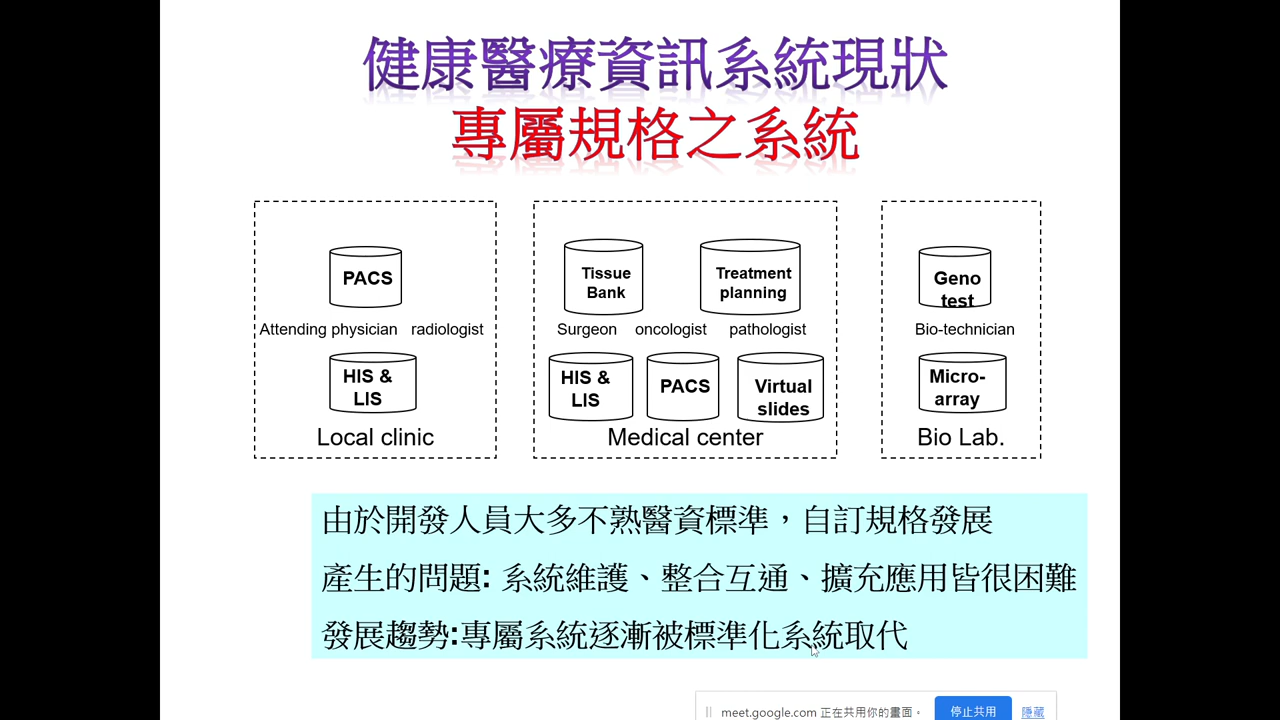 健康醫療資訊系統現狀
專屬規格之系統
PACS
Attending physician radiologist
HIS &
LIS
Local clinic
Tissue
Bank
Treatment
planning
Surgeon oncologist pathologist
HIS &
LIS
PACS
Virtual
slides
Medical center
Geno
test
Bio-technician
Micro-
array
Bio Lab.
由於開發人員大多不熟醫資標準，自訂規格發展
產生的問題: 系統維護、整合互通、擴充應用皆很困難
發展趨勢:專屬系統逐漸被標準化系統取代
meet.google.com 正在共用你的畫面。 停止共用 隱藏